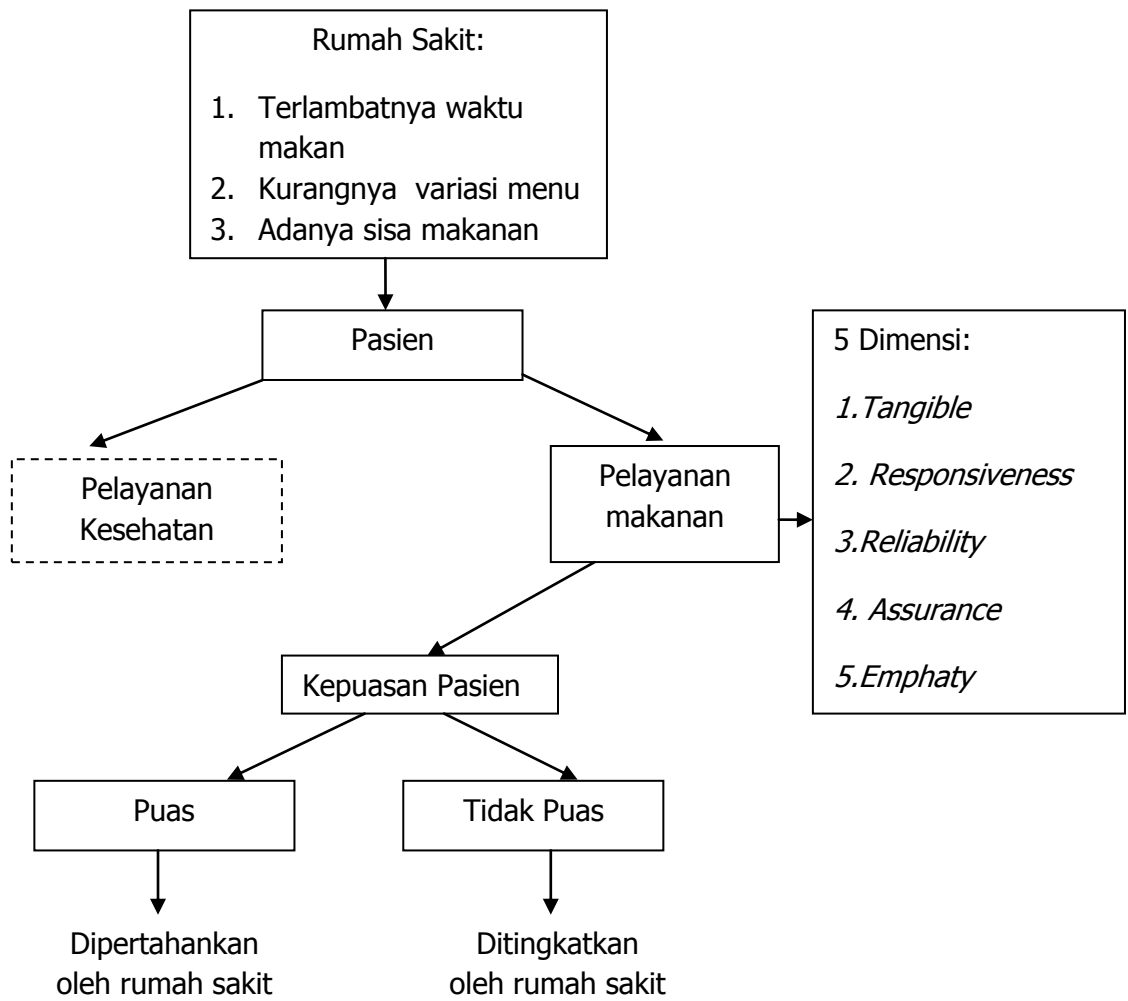 Rumah Sakit:
1. Terlambatnya waktu
makan
2. Kurangnya variasi menu
3. Adanya sisa makanan
Pasien
5 Dimensi:
1.Tangible
2. Responsiveness
3.Reliability
4. Assurance
5.Emphaty
Pelayanan
Kesehatan
Pelayanan
makanan
Kepuasan Pasien
Puas
Tidak Puas
Dipertahankan
oleh rumah sakit
Ditingkatkan
oleh rumah sakit